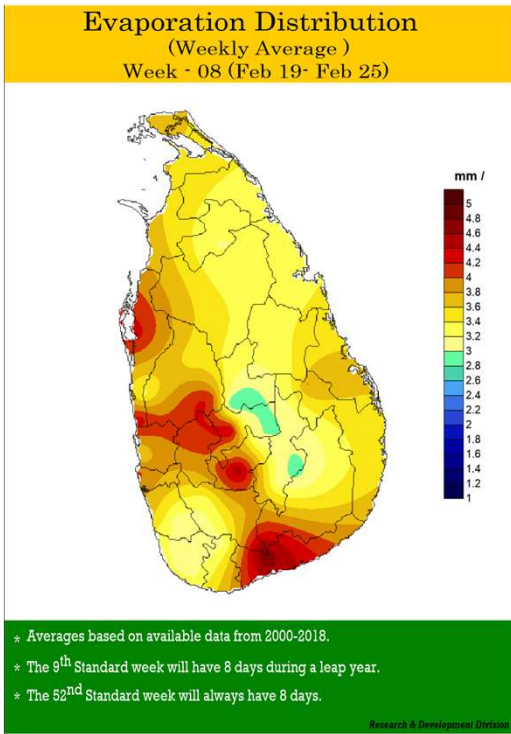 Evaporation Distribution
(Weekly Average )
Week - 08 (Feb 19- Feb 25)
mm /
5
4.8
4.6
4.4
4.2
4
3.8
3.6
3.4
3.2
3
2.8
2.6
2.4
2.2
2
1.8
1.6
1.4
1.2
1
* Averages based on available data from 2000-2018.
* The 9th Standard week will have 8 days during a leap year.
* The 52nd Standard week will always have 8 days.
Research & Development Division